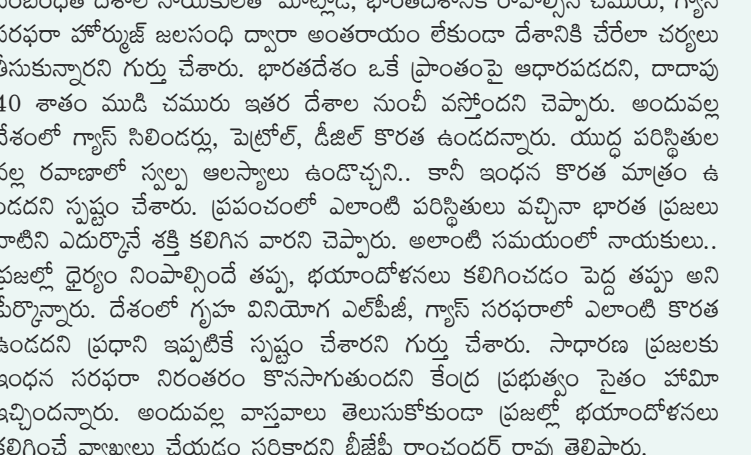 దేశాల నాయకులతో మాట్లాడి, భారతదేశానికి రావాల్సిన చమురు, గ్యాస్
సరఫరా హోర్ముజ్ జలసంధి ద్వారా అంతరాయం లేకుండా దేశానికి చేరేలా చర్యలు
తీసుకున్నారని గుర్తు చేశారు. భారతదేశం ఒకే ప్రాంతంపై ఆధారపడదని, దాదాపు
40 శాతం ముడి చమురు ఇతర దేశాల నుంచీ వస్తోందని చెప్పారు. అందువల్ల
దేశంలో గ్యాస్ సిలిండర్లు, పెట్రోల్, డీజిల్ కొరత ఉండదన్నారు. యుద్ధ పరిస్థితుల
వల్ల రవాణాలో స్వల్ప ఆలస్యాలు ఉండొచ్చని.. కానీ ఇంధన కొరత మాత్రం ఉ
ండదని స్పష్టం చేశారు. ప్రపంచంలో ఎలాంటి పరిస్థితులు వచ్చినా భారత ప్రజలు
వాటిని ఎదుర్కొనే శక్తి కలిగిన వారని చెప్పారు. అలాంటి సమయంలో నాయకులు..
ప్రజల్లో ధైర్యం నింపాల్సిందే తప్ప, భయాందోళనలు కలిగించడం పెద్ద తప్పు అని
పేర్కొన్నారు. దేశంలో గృహ వినియోగ ఎల్‌పీజీ, గ్యాస్ సరఫరాలో ఎలాంటి కొరత
ఉండదని ప్రధాని ఇప్పటికే స్పష్టం చేశారని గుర్తు చేశారు. సాధారణ ప్రజలకు
ఇంధన సరఫరా నిరంతరం కొనసాగుతుందని కేంద్ర ప్రభుత్వం సైతం హామీ
ఇచ్చిందన్నారు. అందువల్ల వాస్తవాలు తెలుసుకోకుండా ప్రజల్లో భయాందోళనలు
కలిగించే వ్యాఖ్యలు చేయడం సరికాదని బీజేపీ రాంచందర్ రావు తెలిపారు.